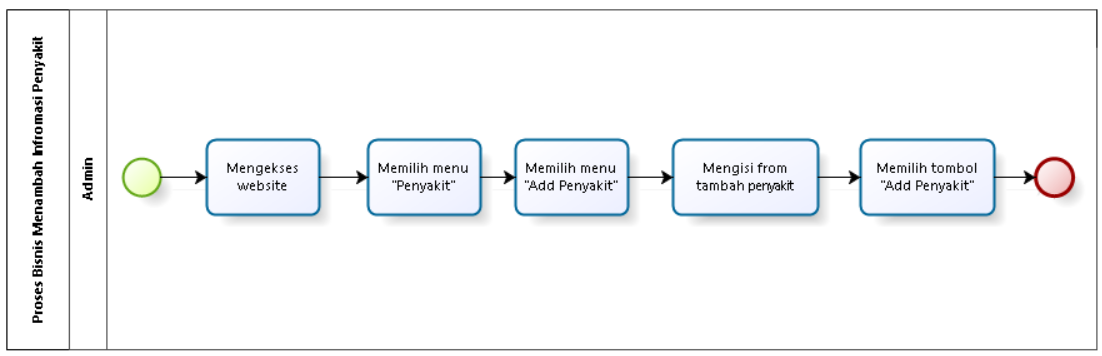 Proses Bisnis Menambah Infromasi Penyakit
Admin
Mengekses
website
Memilih menu
"Penyakit"
Memilih menu
"Add Penyakit"
Mengisi from
tambah penyakit
Memilih tombol
"Add Penyakit"